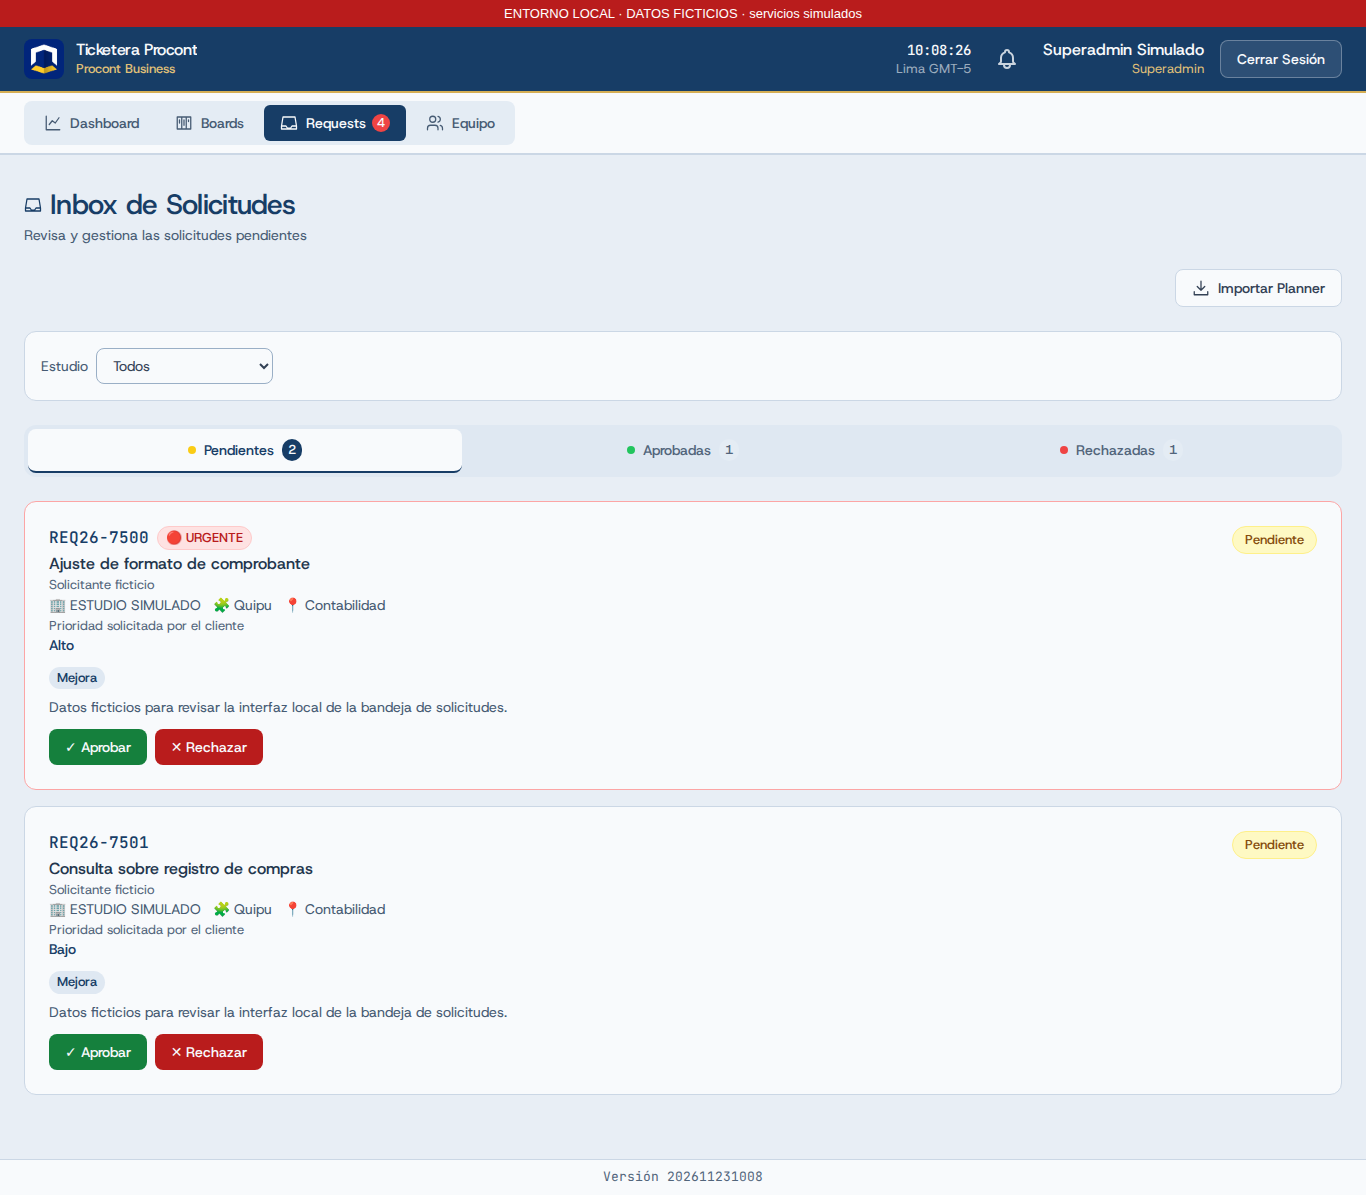 ENTORNO LOCAL · DATOS FICTICIOS · servicios simulados
Ticketera Procont
Procont Business
10:08:26
Lima GMT-5
Superadmin Simulado
Superadmin
Cerrar Sesión
Dashboard
Boards
Requests 4
Equipo
Inbox de Solicitudes
Revisa y gestiona las solicitudes pendientes
Importar Planner
Estudio Todos
Pendientes 2
Aprobadas 1
Rechazadas 1
REQ26-7500 URGENTE
Pendiente
Ajuste de formato de comprobante
Solicitante ficticio
ESTUDIO SIMULADO Quipu Contabilidad
Prioridad solicitada por el cliente
Alto
Mejora
Datos ficticios para revisar la interfaz local de la bandeja de solicitudes.
✓ Aprobar ✕ Rechazar
REQ26-7501
Pendiente
Consulta sobre registro de compras
Solicitante ficticio
ESTUDIO SIMULADO Quipu Contabilidad
Prioridad solicitada por el cliente
Bajo
Mejora
Datos ficticios para revisar la interfaz local de la bandeja de solicitudes.
✓ Aprobar ✕ Rechazar
Versión 202611231008